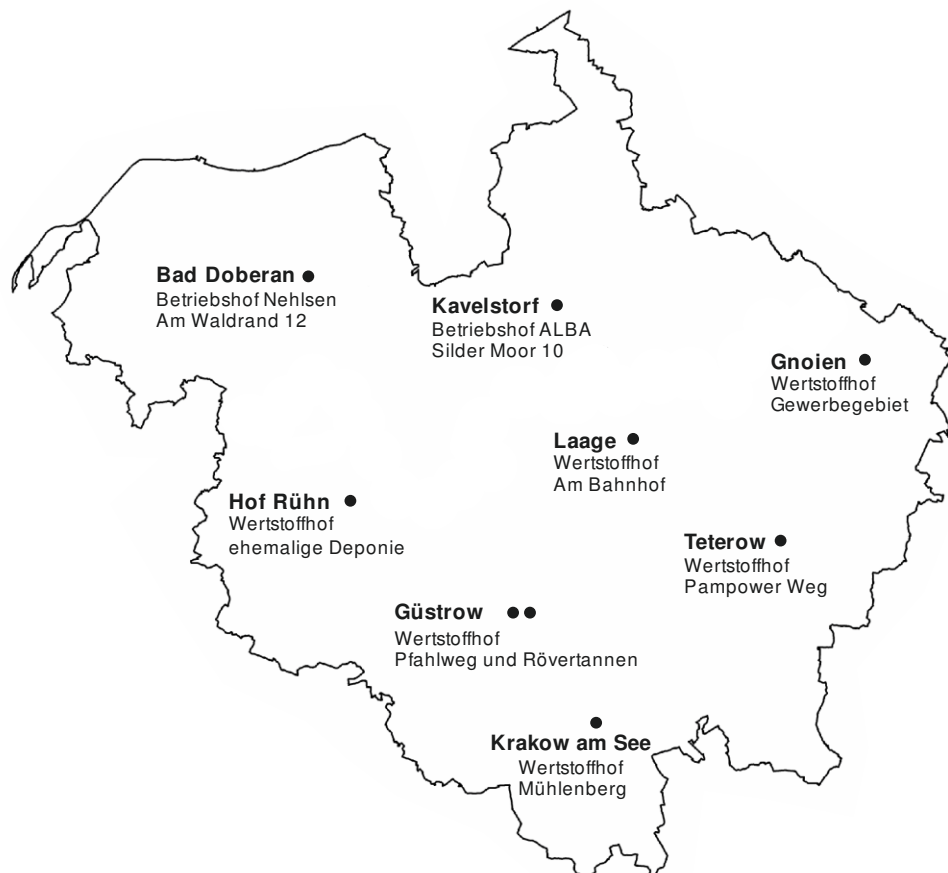 Bad Doberan
Betriebshof Nehlsen
Am Waldrand 12
Kavelstorf
Betriebshof ALBA
Silder Moor 10
Gnoien
Wertstoffhof
Gewerbegebiet
Laage
Wertstoffhof
Am Bahnhof
Hof Rühn
Wertstoffhof
ehemalige Deponie
Teterow
Wertstoffhof
Pampower Weg
Güstrow
Wertstoffhof
Pfahlweg und Rövertannen
Krakow am See
Wertstoffhof
Mühlenberg